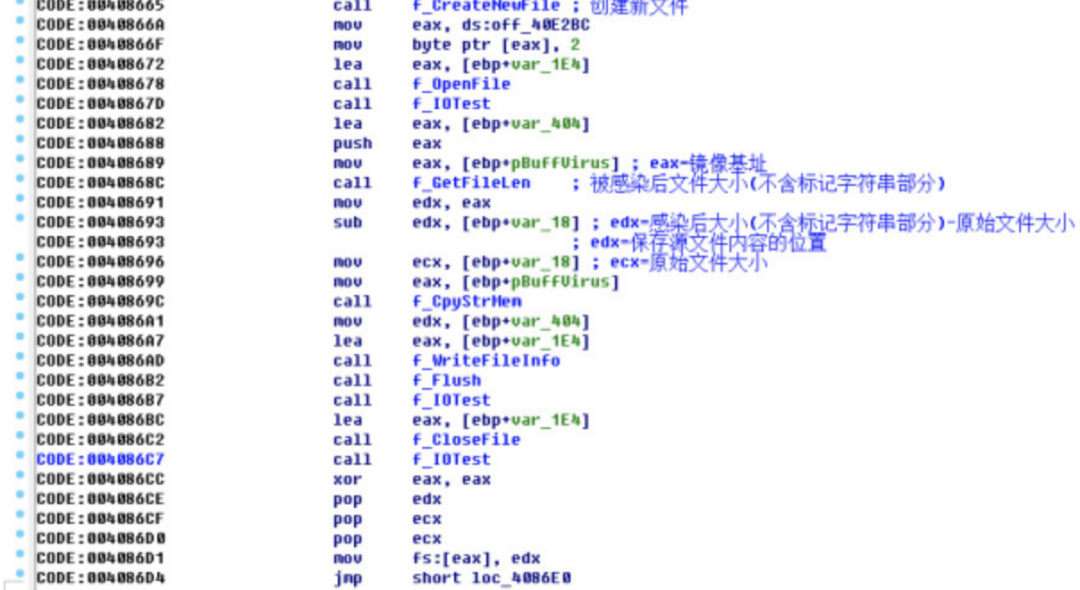 CODE:00408665 call f_CreateNewFile ; 创建新文件
CODE:0040866A mov eax, ds:off_40E2BC
CODE:0040866F mov byte ptr [eax], 2
CODE:00408672 lea eax, [ebp+var_1E4]
CODE:00408678 call f_OpenFile
CODE:0040867D call f_IOTest
CODE:00408682 lea eax, [ebp+var_404]
CODE:00408688 push eax
CODE:00408689 mov eax, [ebp+pBuffVirus] ; eax=镜像基址
CODE:0040868C call f_GetFileLen ; 被感染后文件大小(不含标记字符串部分)
CODE:00408691 mov edx, eax
CODE:00408693 sub edx, [ebp+var_18] ; edx=感染后大小(不含标记字符串部分)-原始文件大小
CODE:00408693 ; edx=保存源文件内容的位置
CODE:00408696 mov ecx, [ebp+var_18] ; ecx=原始文件大小
CODE:00408699 mov eax, [ebp+pBuffVirus]
CODE:0040869C call f_CpyStrMem
CODE:004086A1 mov edx, [ebp+var_404]
CODE:004086A7 lea eax, [ebp+var_1E4]
CODE:004086AD call f_WriteFileInfo
CODE:004086B2 call f_Flush
CODE:004086B7 call f_IOTest
CODE:004086BC lea eax, [ebp+var_1E4]
CODE:004086C2 call f_CloseFile
CODE:004086C7 call f_IOTest
CODE:004086CC xor eax, eax
CODE:004086CE pop edx
CODE:004086CF pop ecx
CODE:004086D0 pop ecx
CODE:004086D1 mov fs:[eax], edx
CODE:004086D4 jmp short loc_4086E0